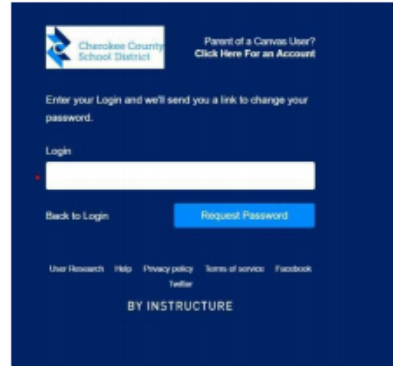 Cherokee County
School District
Parent of a Canvas User?
Click Here For an Account
Enter your Login and we'll send you a link to change your
password.
Login
Back to Login
Request Password
User Research Help Privacy policy Terms of service Facebook
Twitter
BY INSTRUCTURE